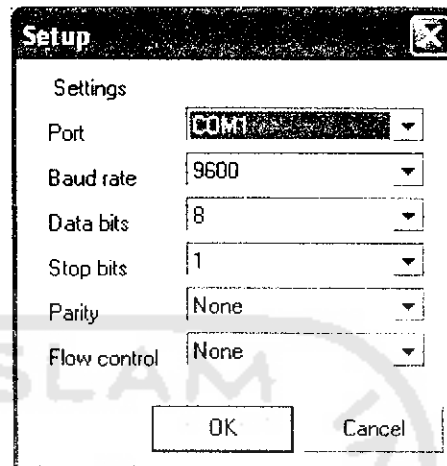 Setup
Settings
Port COM1
Baud rate 9600
Data bits 8
Stop bits 1
Parity None
Flow control None
OK Cancel
SLAM